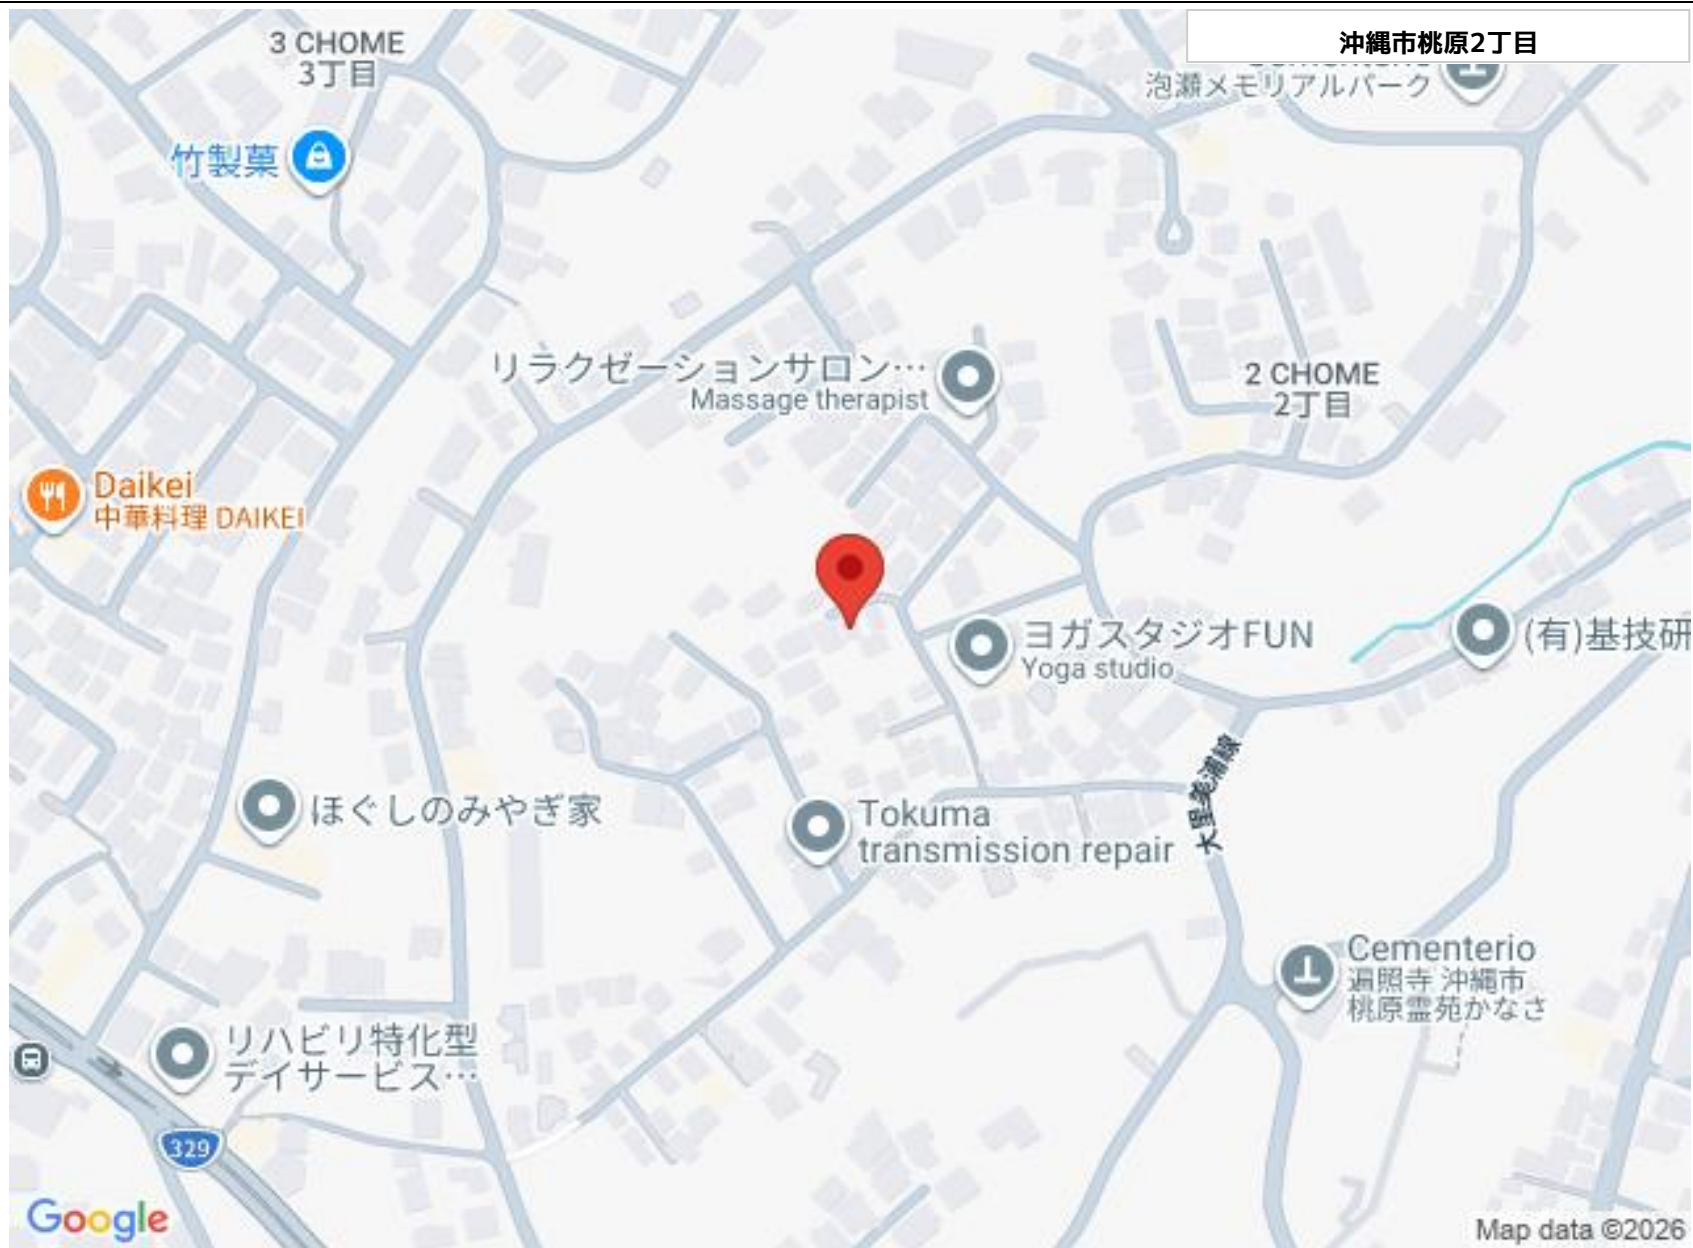 沖縄市桃原2丁目
3 CHOME
3丁目
泡瀬メモリアルパーク
竹製菓
リラクゼーションサロン…
Massage therapist
2 CHOME
2丁目
Daikei
中華料理 DAIKEI
ヨガスタジオFUN
Yoga studio
(有)基技研
大里美浦線
ほぐしのみやぎ家
Tokuma
transmission repair
Cementerio
遍照寺 沖縄市
桃原霊苑かなさ
リハビリ特化型
デイサービス…
329
Google
Map data ©2026